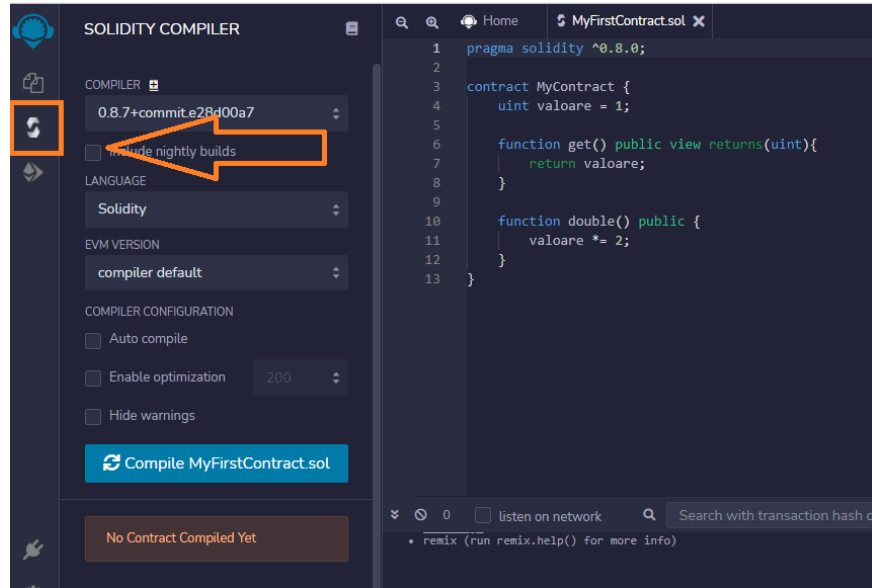 SOLIDITY COMPILER
COMPILER
0.8.7+commit.e28d00a7
Include nightly builds
LANGUAGE
Solidity
EVM VERSION
compiler default
COMPILER CONFIGURATION
Auto compile
Enable optimization 200
Hide warnings
Compile MyFirstContract.sol
No Contract Compiled Yet
Home MyFirstContract.sol
1 pragma solidity ^0.8.0;
2
3 contract MyContract {
4 uint valoare = 1;
5
6 function get() public view returns(uint){
7 return valoare;
8 }
9
10 function double() public {
11 valoare *= 2;
12 }
13 }
0 listen on network Search with transaction hash
remix (run remix.help() for more info)